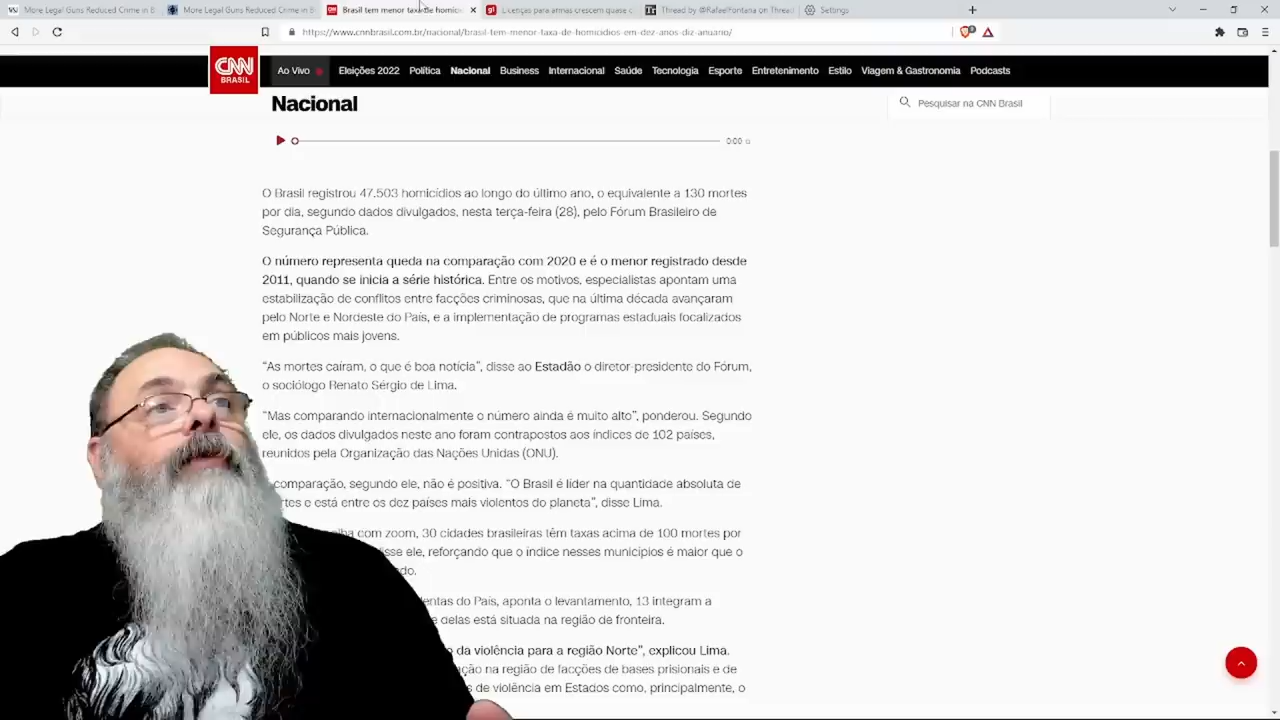 More Legal Guns Reduced Crime in B
More Legal Guns Reduced Crime in B
Brasil tem menor taxa de homic
Licenças para armas crescem quase
Thread by @RafaelFontana on Thread
Settings
https://www.cnnbrasil.com.br/nacional/brasil-tem-menor-taxa-de-homicidios-em-dez-anos-diz-anuario/
CNN BRASIL
Ao Vivo
Eleições 2022 Política Nacional Business Internacional Saúde Tecnologia Esporte Entretenimento Estilo Viagem & Gastronomia Podcasts
Nacional
Pesquisar na CNN Brasil
0:00
O Brasil registrou 47.503 homicídios ao longo do último ano, o equivalente a 130 mortes
por dia, segundo dados divulgados, nesta terça-feira (28), pelo Fórum Brasileiro de
Segurança Pública.
O número representa queda na comparação com 2020 e é o menor registrado desde
2011, quando se inicia a série histórica. Entre os motivos, especialistas apontam uma
estabilização de conflitos entre facções criminosas, que na última década avançaram
pelo Norte e Nordeste do País, e a implementação de programas estaduais focalizados
em públicos mais jovens.
“As mortes caíram, o que é boa notícia”, disse ao Estadão o diretor-presidente do Fórum,
o sociólogo Renato Sérgio de Lima.
“Mas comparando internacionalmente o número ainda é muito alto”, ponderou. Segundo
ele, os dados divulgados neste ano foram contrapostos aos índices de 102 países,
reunidos pela Organização das Nações Unidas (ONU).
comparação, segundo ele, não é positiva. “O Brasil é líder na quantidade absoluta de
rtes e está entre os dez países mais violentos do planeta”, disse Lima.
com zoom, 30 cidades brasileiras têm taxas acima de 100 mortes por
sse ele, reforçando que o índice nesses municípios é maior que o
do.
entas do País, aponta o levantamento, 13 integram a
e delas está situada na região de fronteira.
da violência para a região Norte”, explicou Lima.
ação na região de facções de bases prisionais e de
s de violência em Estados como, principalmente, o